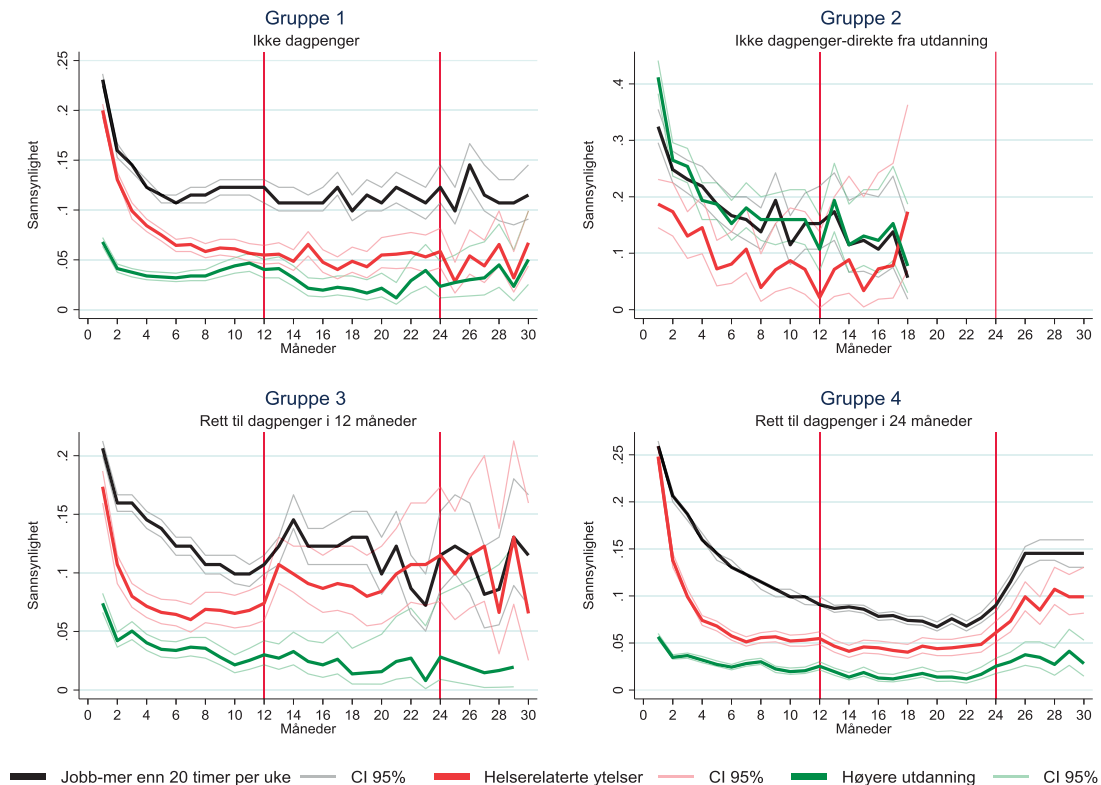 Gruppe 1
Ikke dagpenger
Sannsynlighet
.25
.2
.15
.1
.05
0
0 2 4 6 8 10 12 14 16 18 20 22 24 26 28 30
Måneder
Gruppe 2
Ikke dagpenger-direkte fra utdanning
Sannsynlighet
.4
.3
.2
.1
0
0 2 4 6 8 10 12 14 16 18 20 22 24 26 28 30
Måneder
Gruppe 3
Rett til dagpenger i 12 måneder
Sannsynlighet
.2
.15
.1
.05
0
0 2 4 6 8 10 12 14 16 18 20 22 24 26 28 30
Måneder
Gruppe 4
Rett til dagpenger i 24 måneder
Sannsynlighet
.25
.2
.15
.1
.05
0
0 2 4 6 8 10 12 14 16 18 20 22 24 26 28 30
Måneder
Jobb-mer enn 20 timer per uke CI 95% Helserelaterte ytelser CI 95% Høyere utdanning CI 95%